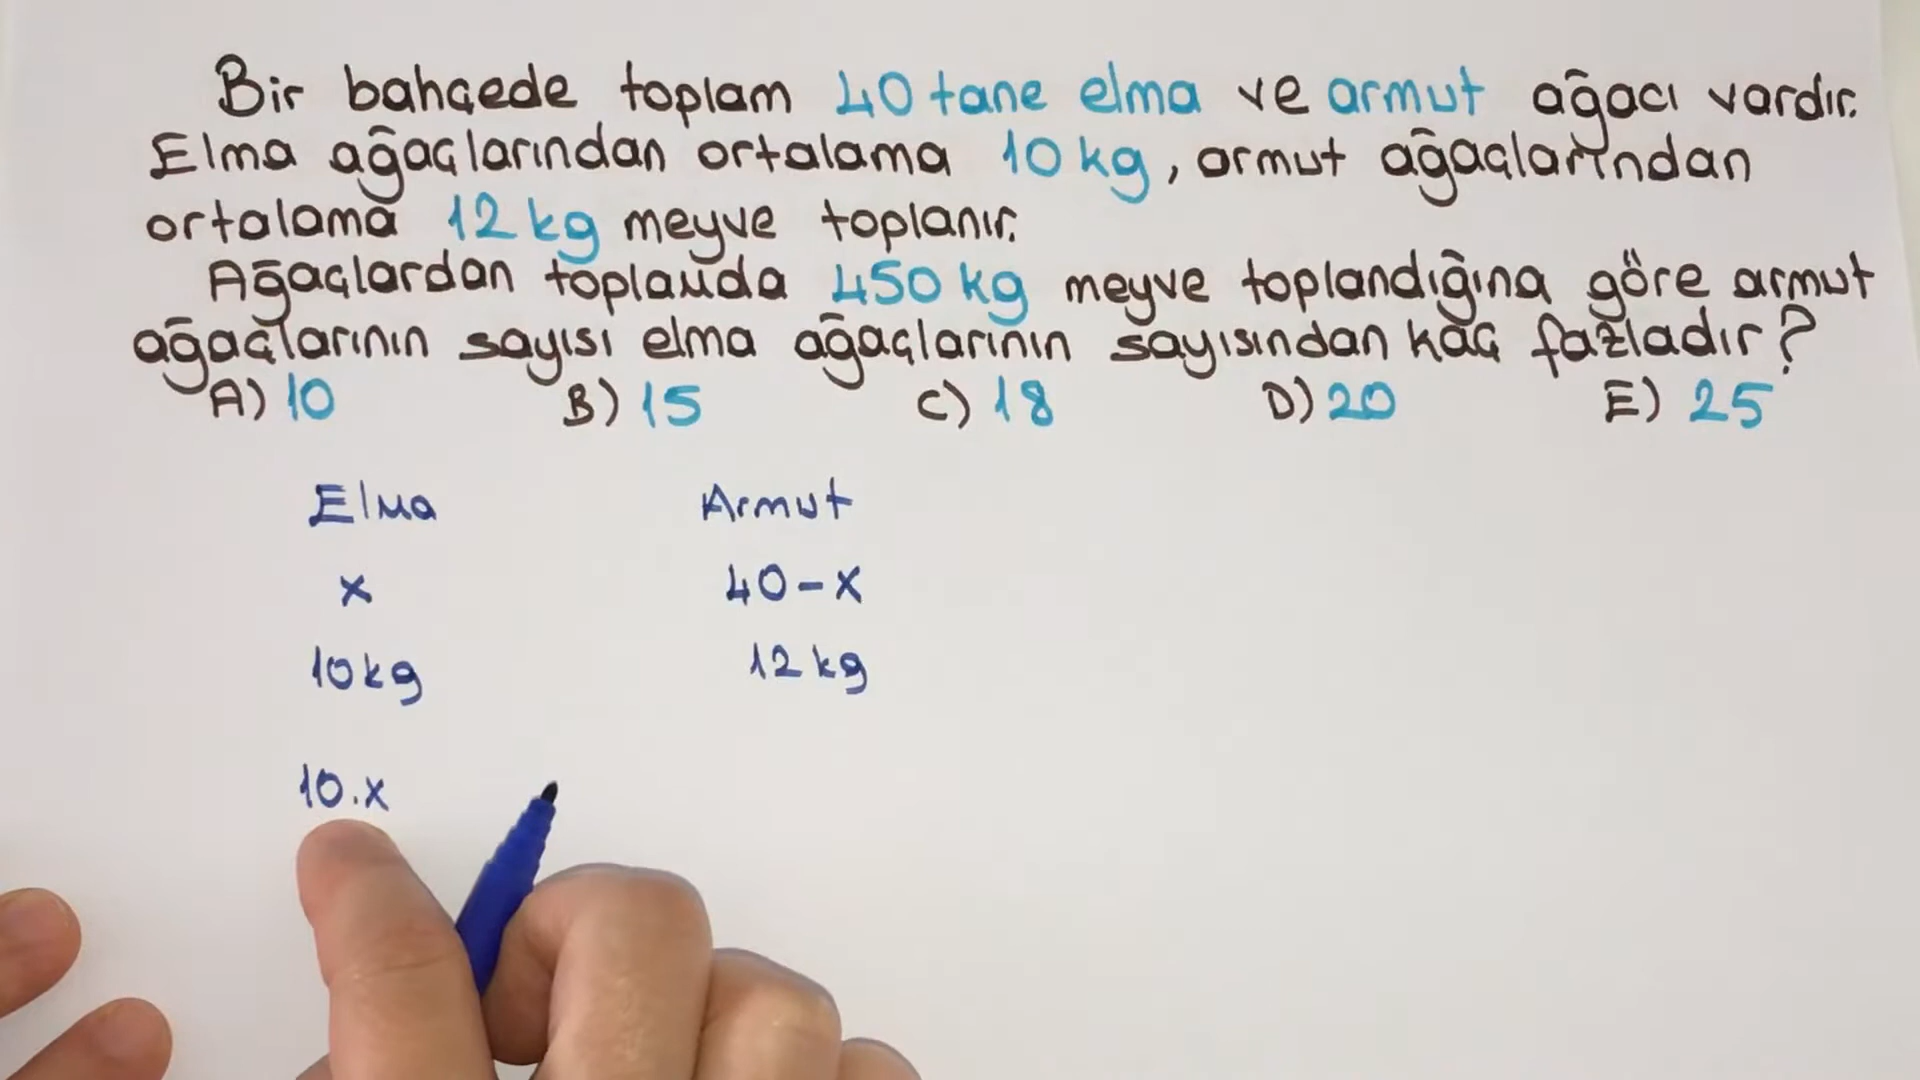 Bir bahçede toplam 40 tane elma ve armut ağacı vardır.
Elma ağaçlarından ortalama 10 kg, armut ağaçlarından
ortalama 12 kg meyve toplanır.
Ağaçlardan toplamda 450 kg meyve toplandığına göre armut
ağaçlarının sayısı elma ağaçlarının sayısından kaç fazladır?
A) 10 B) 15 C) 18 D) 20 E) 25
Elma Armut
x 40-x
10kg 12kg
10.x